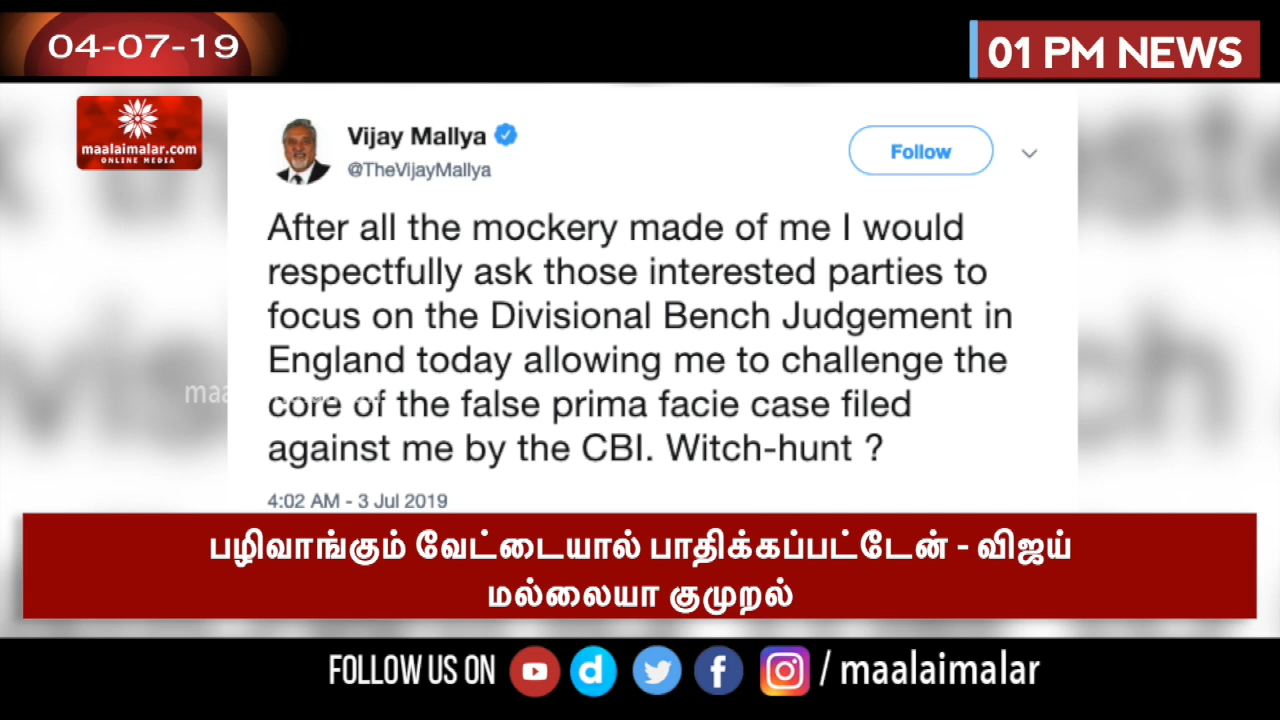 04-07-19
01 PM NEWS
maalaimalar.com
ONLINE MEDIA
Vijay Mallya
@TheVijayMallya
Follow
After all the mockery made of me I would
respectfully ask those interested parties to
focus on the Divisional Bench Judgement in
England today allowing me to challenge the
core of the false prima facie case filed
against me by the CBI. Witch-hunt ?
4:02 AM - 3 Jul 2019
பழிவாங்கும் வேட்டையால் பாதிக்கப்பட்டேன் - விஜய்
மல்லையா குமுறல்
FOLLOW US ON / maalaimalar